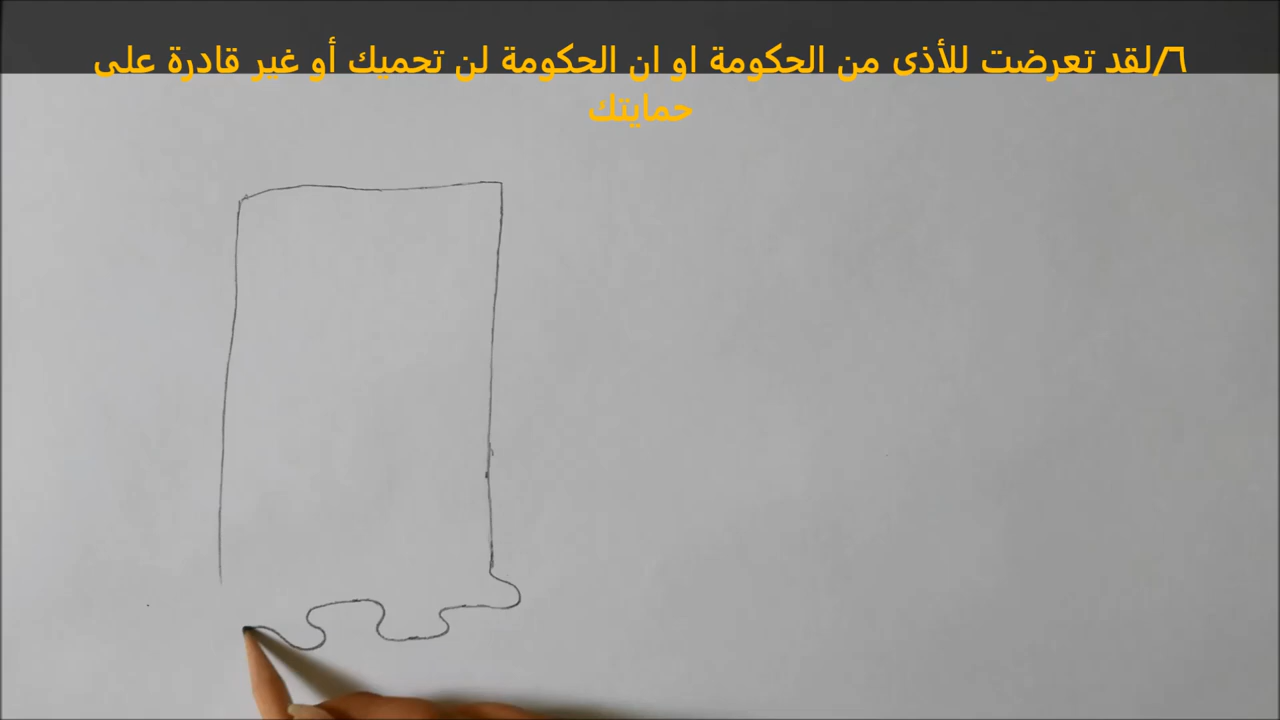 ٦/لقد تعرضت للأذى من الحكومة او ان الحكومة لن تحميك أو غير قادرة على
حمايتك